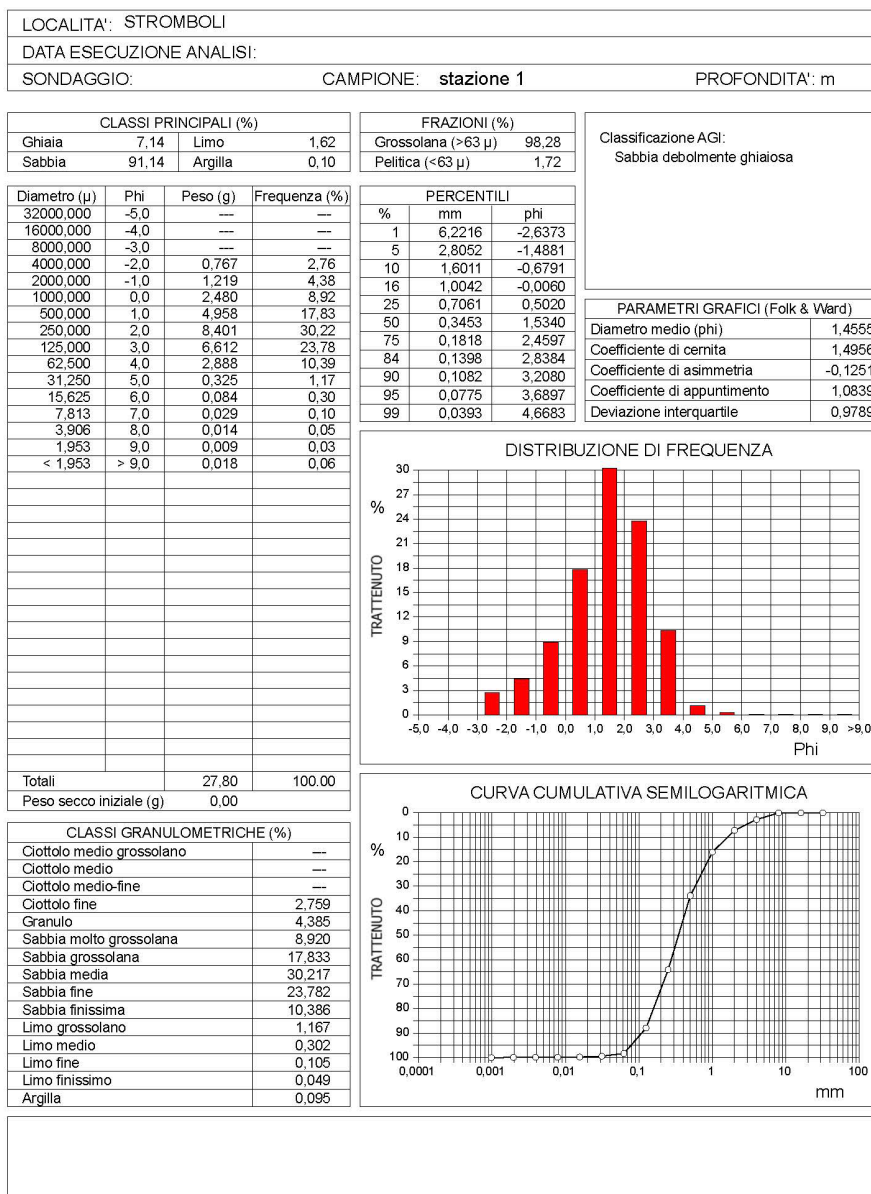 LOCALITA': STROMBOLI
DATA ESECUZIONE ANALISI:
SONDAGGIO: CAMPIONE: stazione 1 PROFONDITA': m
CLASSI PRINCIPALI (%)
Ghiaia 7,14 Limo 1,62
Sabbia 91,14 Argilla 0,10
FRAZIONI (%)
Grossolana (>63 µ) 98,28
Pelitica (<63 µ) 1,72
Classificazione AGI:
Sabbia debolmente ghiaiosa
Diametro (µ) Phi Peso (g) Frequenza (%)
32000,000 -5,0 --- ---
16000,000 -4,0 --- ---
8000,000 -3,0 --- ---
4000,000 -2,0 0,767 2,76
2000,000 -1,0 1,219 4,38
1000,000 0,0 2,480 8,92
500,000 1,0 4,958 17,83
250,000 2,0 8,401 30,22
125,000 3,0 6,612 23,78
62,500 4,0 2,888 10,39
31,250 5,0 0,325 1,17
15,625 6,0 0,084 0,30
7,813 7,0 0,029 0,10
3,906 8,0 0,014 0,05
1,953 9,0 0,009 0,03
< 1,953 > 9,0 0,018 0,06
Totali 27,80 100.00
Peso secco iniziale (g) 0,00
PERCENTILI
% mm phi
1 6,2216 -2,6373
5 2,8052 -1,4881
10 1,6011 -0,6791
16 1,0042 -0,0060
25 0,7061 0,5020
50 0,3453 1,5340
75 0,1818 2,4597
84 0,1398 2,8384
90 0,1082 3,2080
95 0,0775 3,6897
99 0,0393 4,6683
PARAMETRI GRAFICI (Folk & Ward)
Diametro medio (phi) 1,4555
Coefficiente di cernita 1,4956
Coefficiente di asimmetria -0,1251
Coefficiente di appuntimento 1,0839
Deviazione interquartile 0,9789
DISTRIBUZIONE DI FREQUENZA
%
TRATTENUTO
30
27
24
21
18
15
12
9
6
3
0
-5,0 -4,0 -3,0 -2,0 -1,0 0,0 1,0 2,0 3,0 4,0 5,0 6,0 7,0 8,0 9,0 >9,0
Phi
CLASSI GRANULOMETRICHE (%)
Ciottolo medio grossolano ---
Ciottolo medio ---
Ciottolo medio-fine ---
Ciottolo fine 2,759
Granulo 4,385
Sabbia molto grossolana 8,920
Sabbia grossolana 17,833
Sabbia media 30,217
Sabbia fine 23,782
Sabbia finissima 10,386
Limo grossolano 1,167
Limo medio 0,302
Limo fine 0,105
Limo finissimo 0,049
Argilla 0,095
CURVA CUMULATIVA SEMILOGARITMICA
%
TRATTENUTO
0
10
20
30
40
50
60
70
80
90
100
0,0001 0,001 0,01 0,1 1 10 100
mm